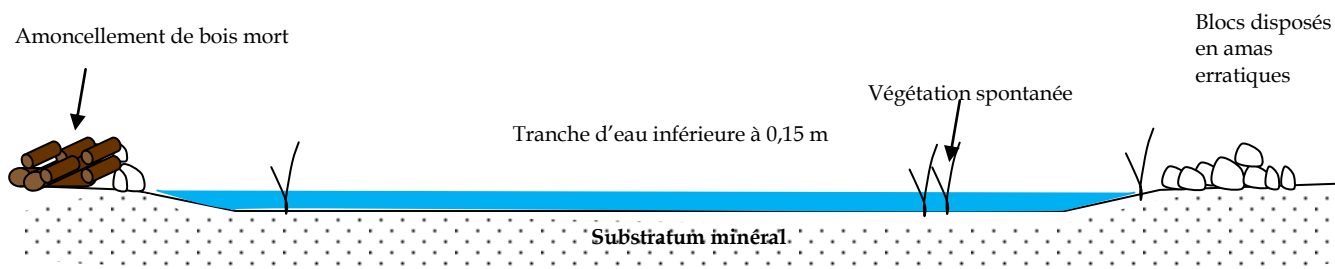 Amoncellement de bois mort
Blocs disposés
en amas
erratiques
Végétation spontanée
Tranche d'eau inférieure à 0,15 m
Substratum minéral